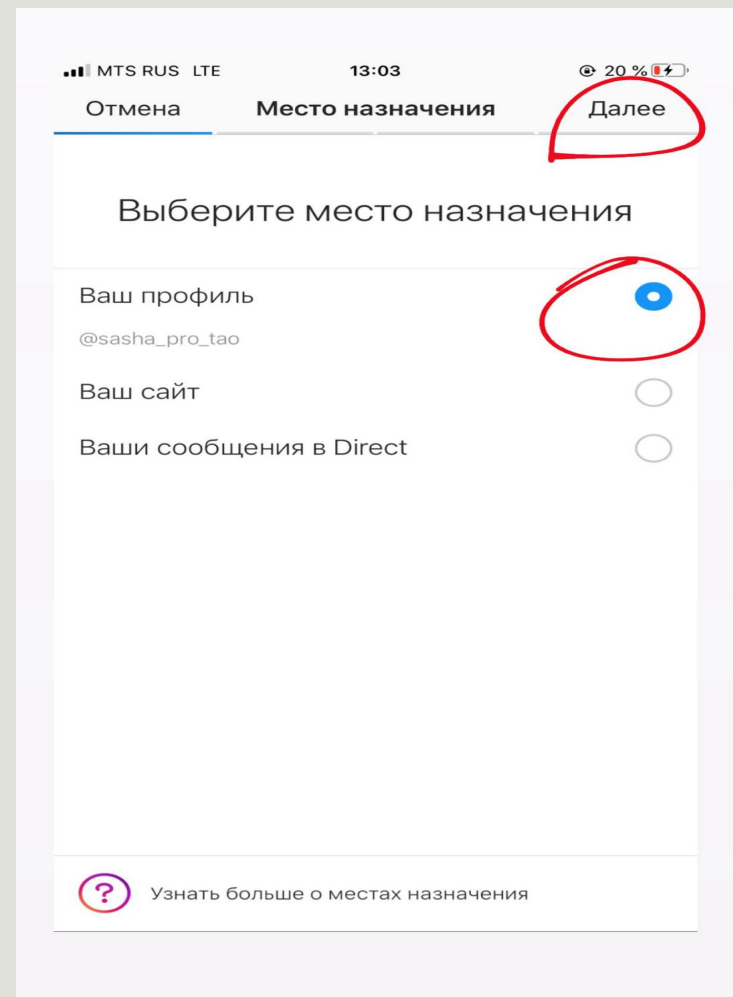 MTS RUS LTE 13:03 20 %
Отмена Место назначения Далее
Выберите место назначения
Ваш профиль
@sasha_pro_tao
Ваш сайт
Ваши сообщения в Direct
? Узнать больше о местах назначения